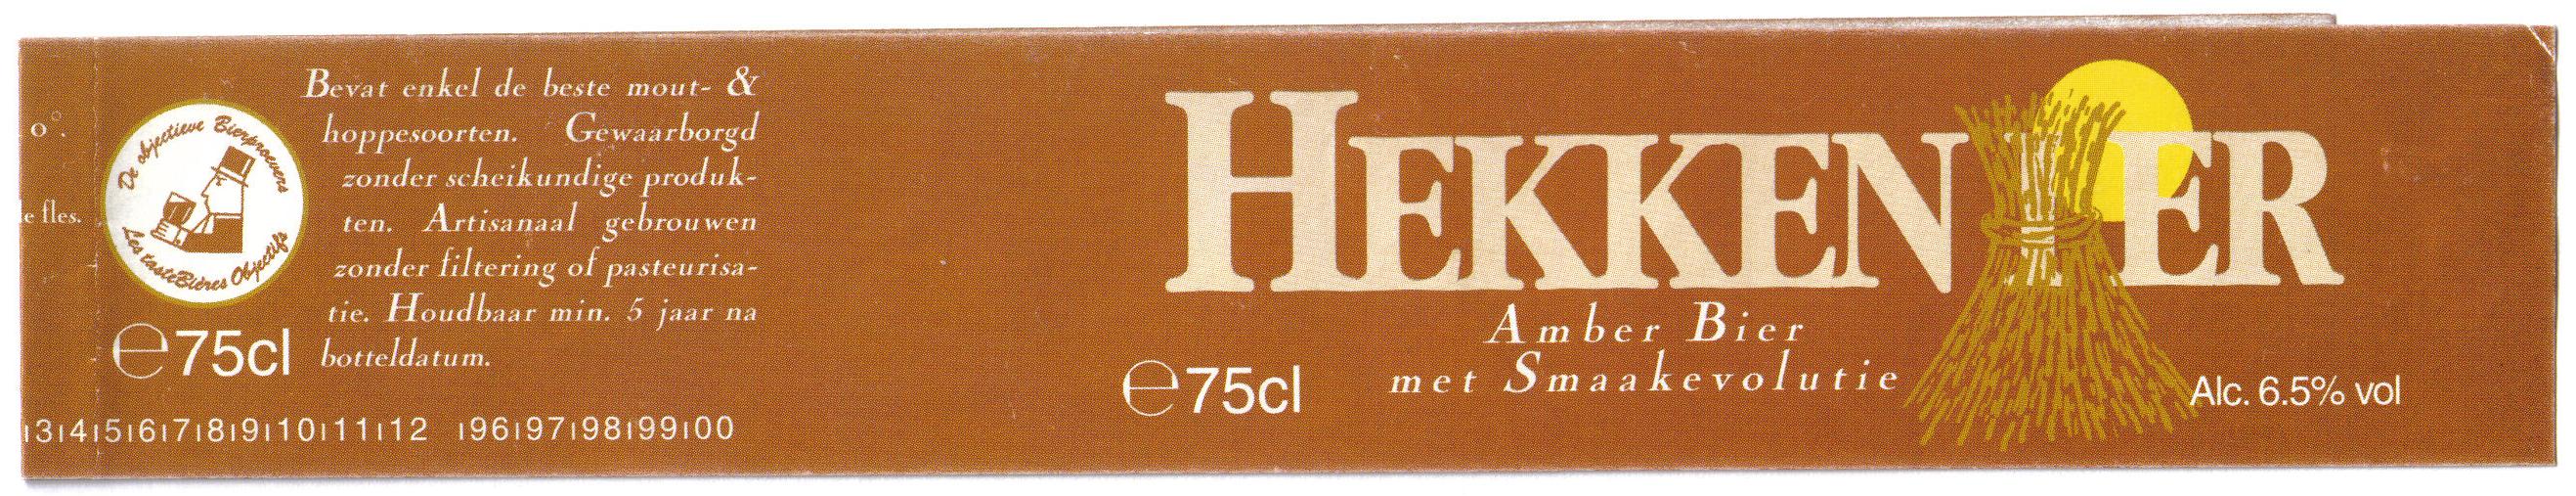 o°.
e fles.
De objectieve Bierproevers
Les tasteBières Objectifs
℮75cl
Bevat enkel de beste mout- &
hoppesoorten. Gewaarborgd
zonder scheikundige produk-
ten. Artisanaal gebrouwen
zonder filtering of pasteurisa-
tie. Houdbaar min. 5 jaar na
botteldatum.
3|4|5|6|7|8|9|10|11|12 |96|97|98|99|00
HEKKENIER
Amber Bier
met Smaakevolutie
℮75cl
Alc. 6.5% vol